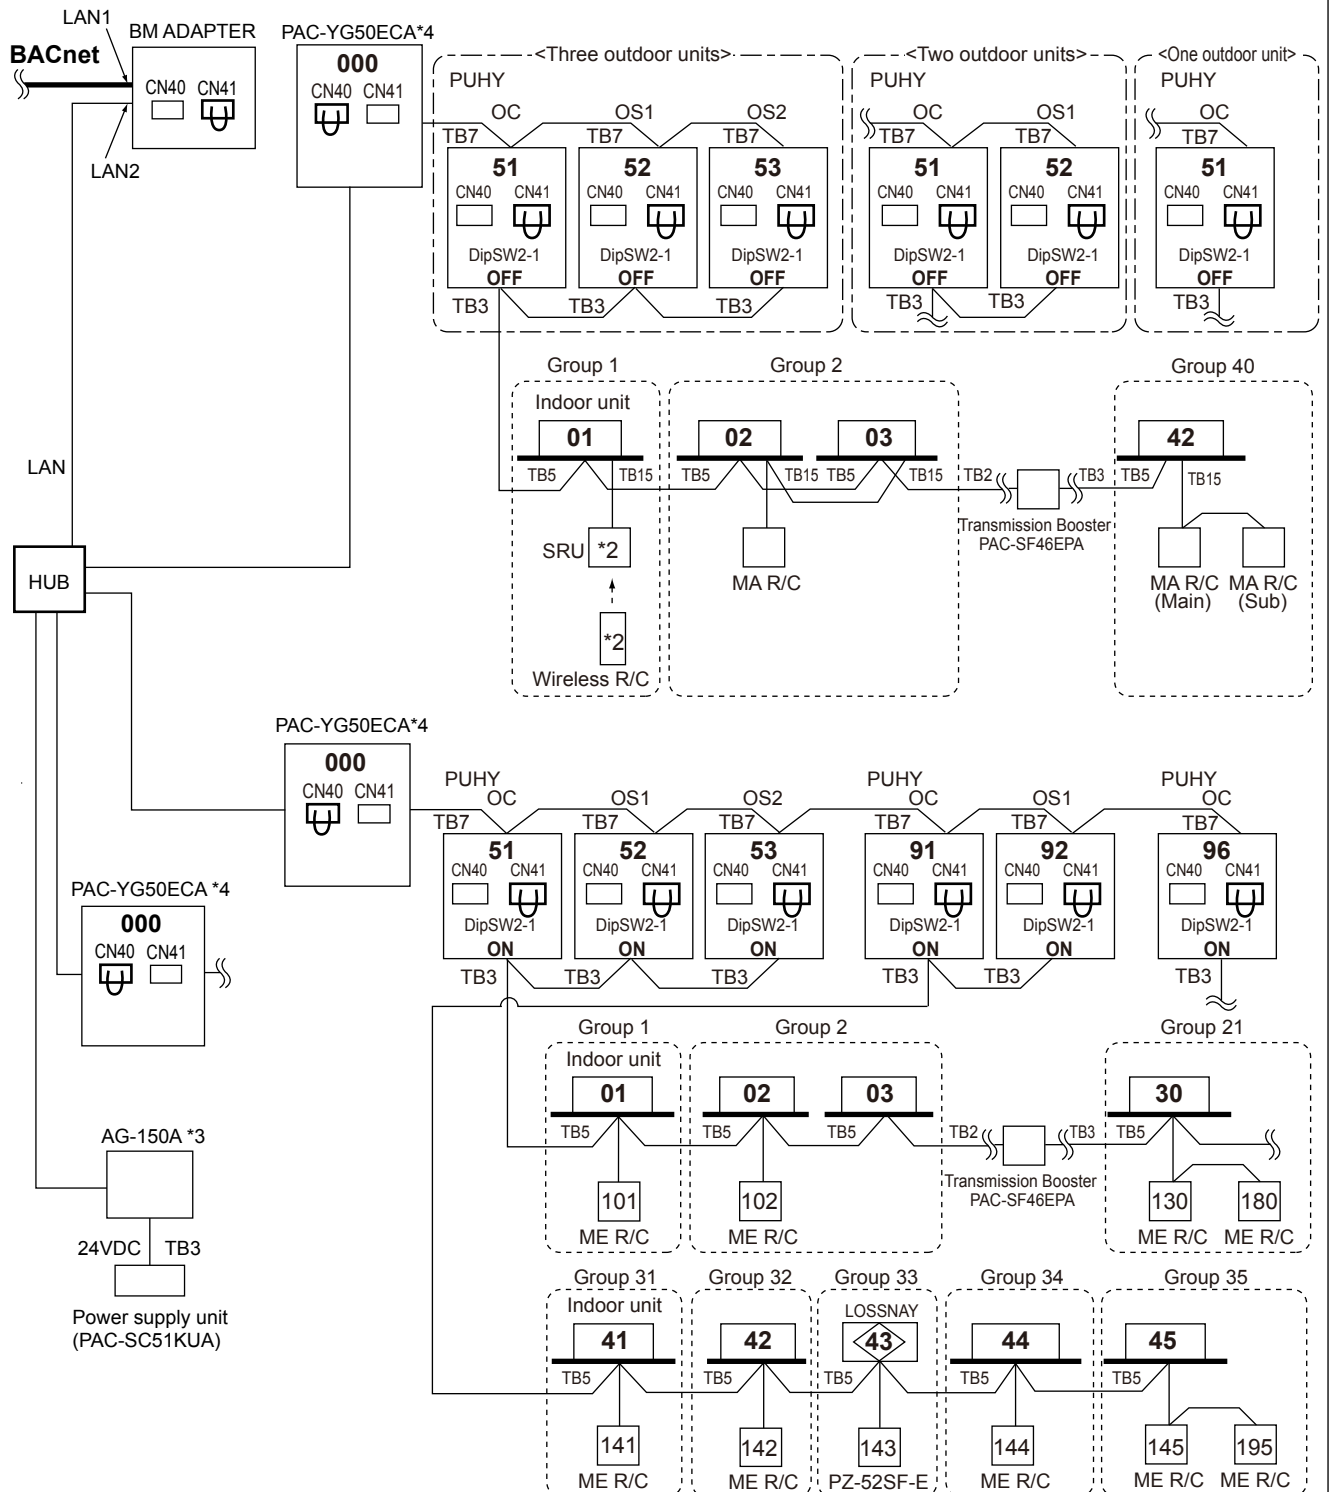 LAN1
BM ADAPTER
BACnet
CN40 CN41
LAN2
PAC-YG50ECA*4
000
CN40 CN41
<Three outdoor units>
PUHY
OC OS1 OS2
TB7 TB7 TB7
51 52 53
CN40 CN41 CN40 CN41 CN40 CN41
DipSW2-1 DipSW2-1 DipSW2-1
OFF OFF OFF
TB3 TB3 TB3
<Two outdoor units>
PUHY
OC OS1
TB7 TB7
51 52
CN40 CN41 CN40 CN41
DipSW2-1 DipSW2-1
OFF OFF
TB3 TB3
<One outdoor unit>
PUHY
OC
TB7
51
CN40 CN41
DipSW2-1
OFF
TB3
Group 1
Indoor unit
01
TB5 TB15
SRU *2
*2
Wireless R/C
Group 2
02 03
TB5 TB15 TB5 TB15
MA R/C
TB2 TB3
Transmission Booster
PAC-SF46EPA
Group 40
42
TB5 TB15
MA R/C MA R/C
(Main) (Sub)
LAN
HUB
PAC-YG50ECA*4
000
CN40 CN41
PUHY PUHY PUHY
OC OS1 OS2 OC OS1 OC
TB7 TB7 TB7 TB7 TB7 TB7
51 52 53 91 92 96
CN40 CN41 CN40 CN41 CN40 CN41 CN40 CN41 CN40 CN41 CN40 CN41
DipSW2-1 DipSW2-1 DipSW2-1 DipSW2-1 DipSW2-1 DipSW2-1
ON ON ON ON ON ON
TB3 TB3 TB3 TB3 TB3 TB3
PAC-YG50ECA *4
000
CN40 CN41
Group 1
Indoor unit
01
TB5
101
ME R/C
Group 2
02 03
TB5 TB5
102
ME R/C
TB2 TB3
Transmission Booster
PAC-SF46EPA
Group 21
30
TB5
130 180
ME R/C ME R/C
AG-150A *3
24VDC TB3
Power supply unit
(PAC-SC51KUA)
Group 31
Indoor unit
41
TB5
141
ME R/C
Group 32
42
TB5
142
ME R/C
Group 33
LOSSNAY
43
TB5
143
PZ-52SF-E
Group 34
44
TB5
144
ME R/C
Group 35
45
TB5
145 195
ME R/C ME R/C